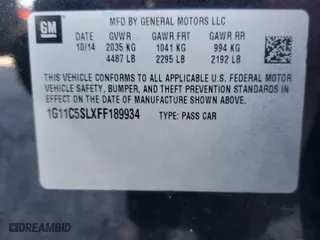 GM
MFD BY GENERAL MOTORS LLC
10/14 GVWR GAWR FRT GAWR RR
2035 KG 1041 KG 994 KG
4487 LB 2295 LB 2192 LB
THIS VEHICLE CONFORMS TO ALL APPLICABLE U.S. FEDERAL MOTOR
VEHICLE SAFETY, BUMPER, AND THEFT PREVENTION STANDARDS
IN EFFECT ON THE DATE OF MANUFACTURE SHOWN ABOVE.
1G11C5SLXFF189934 TYPE: PASS CAR
DREAMBID